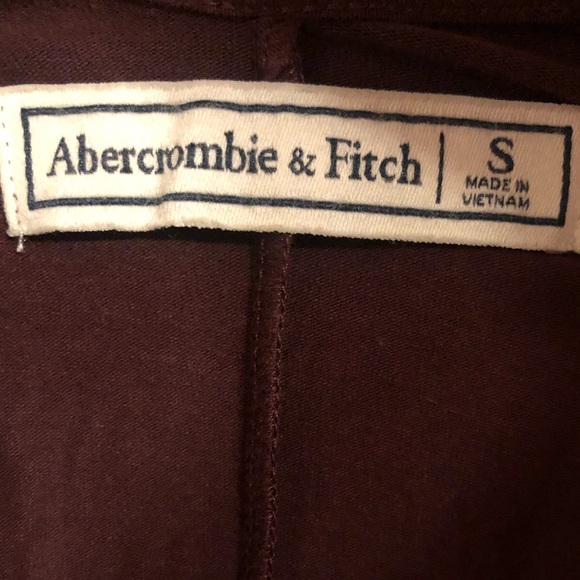 Abercrombie & Fitch
S
MADE IN
VIETNAM